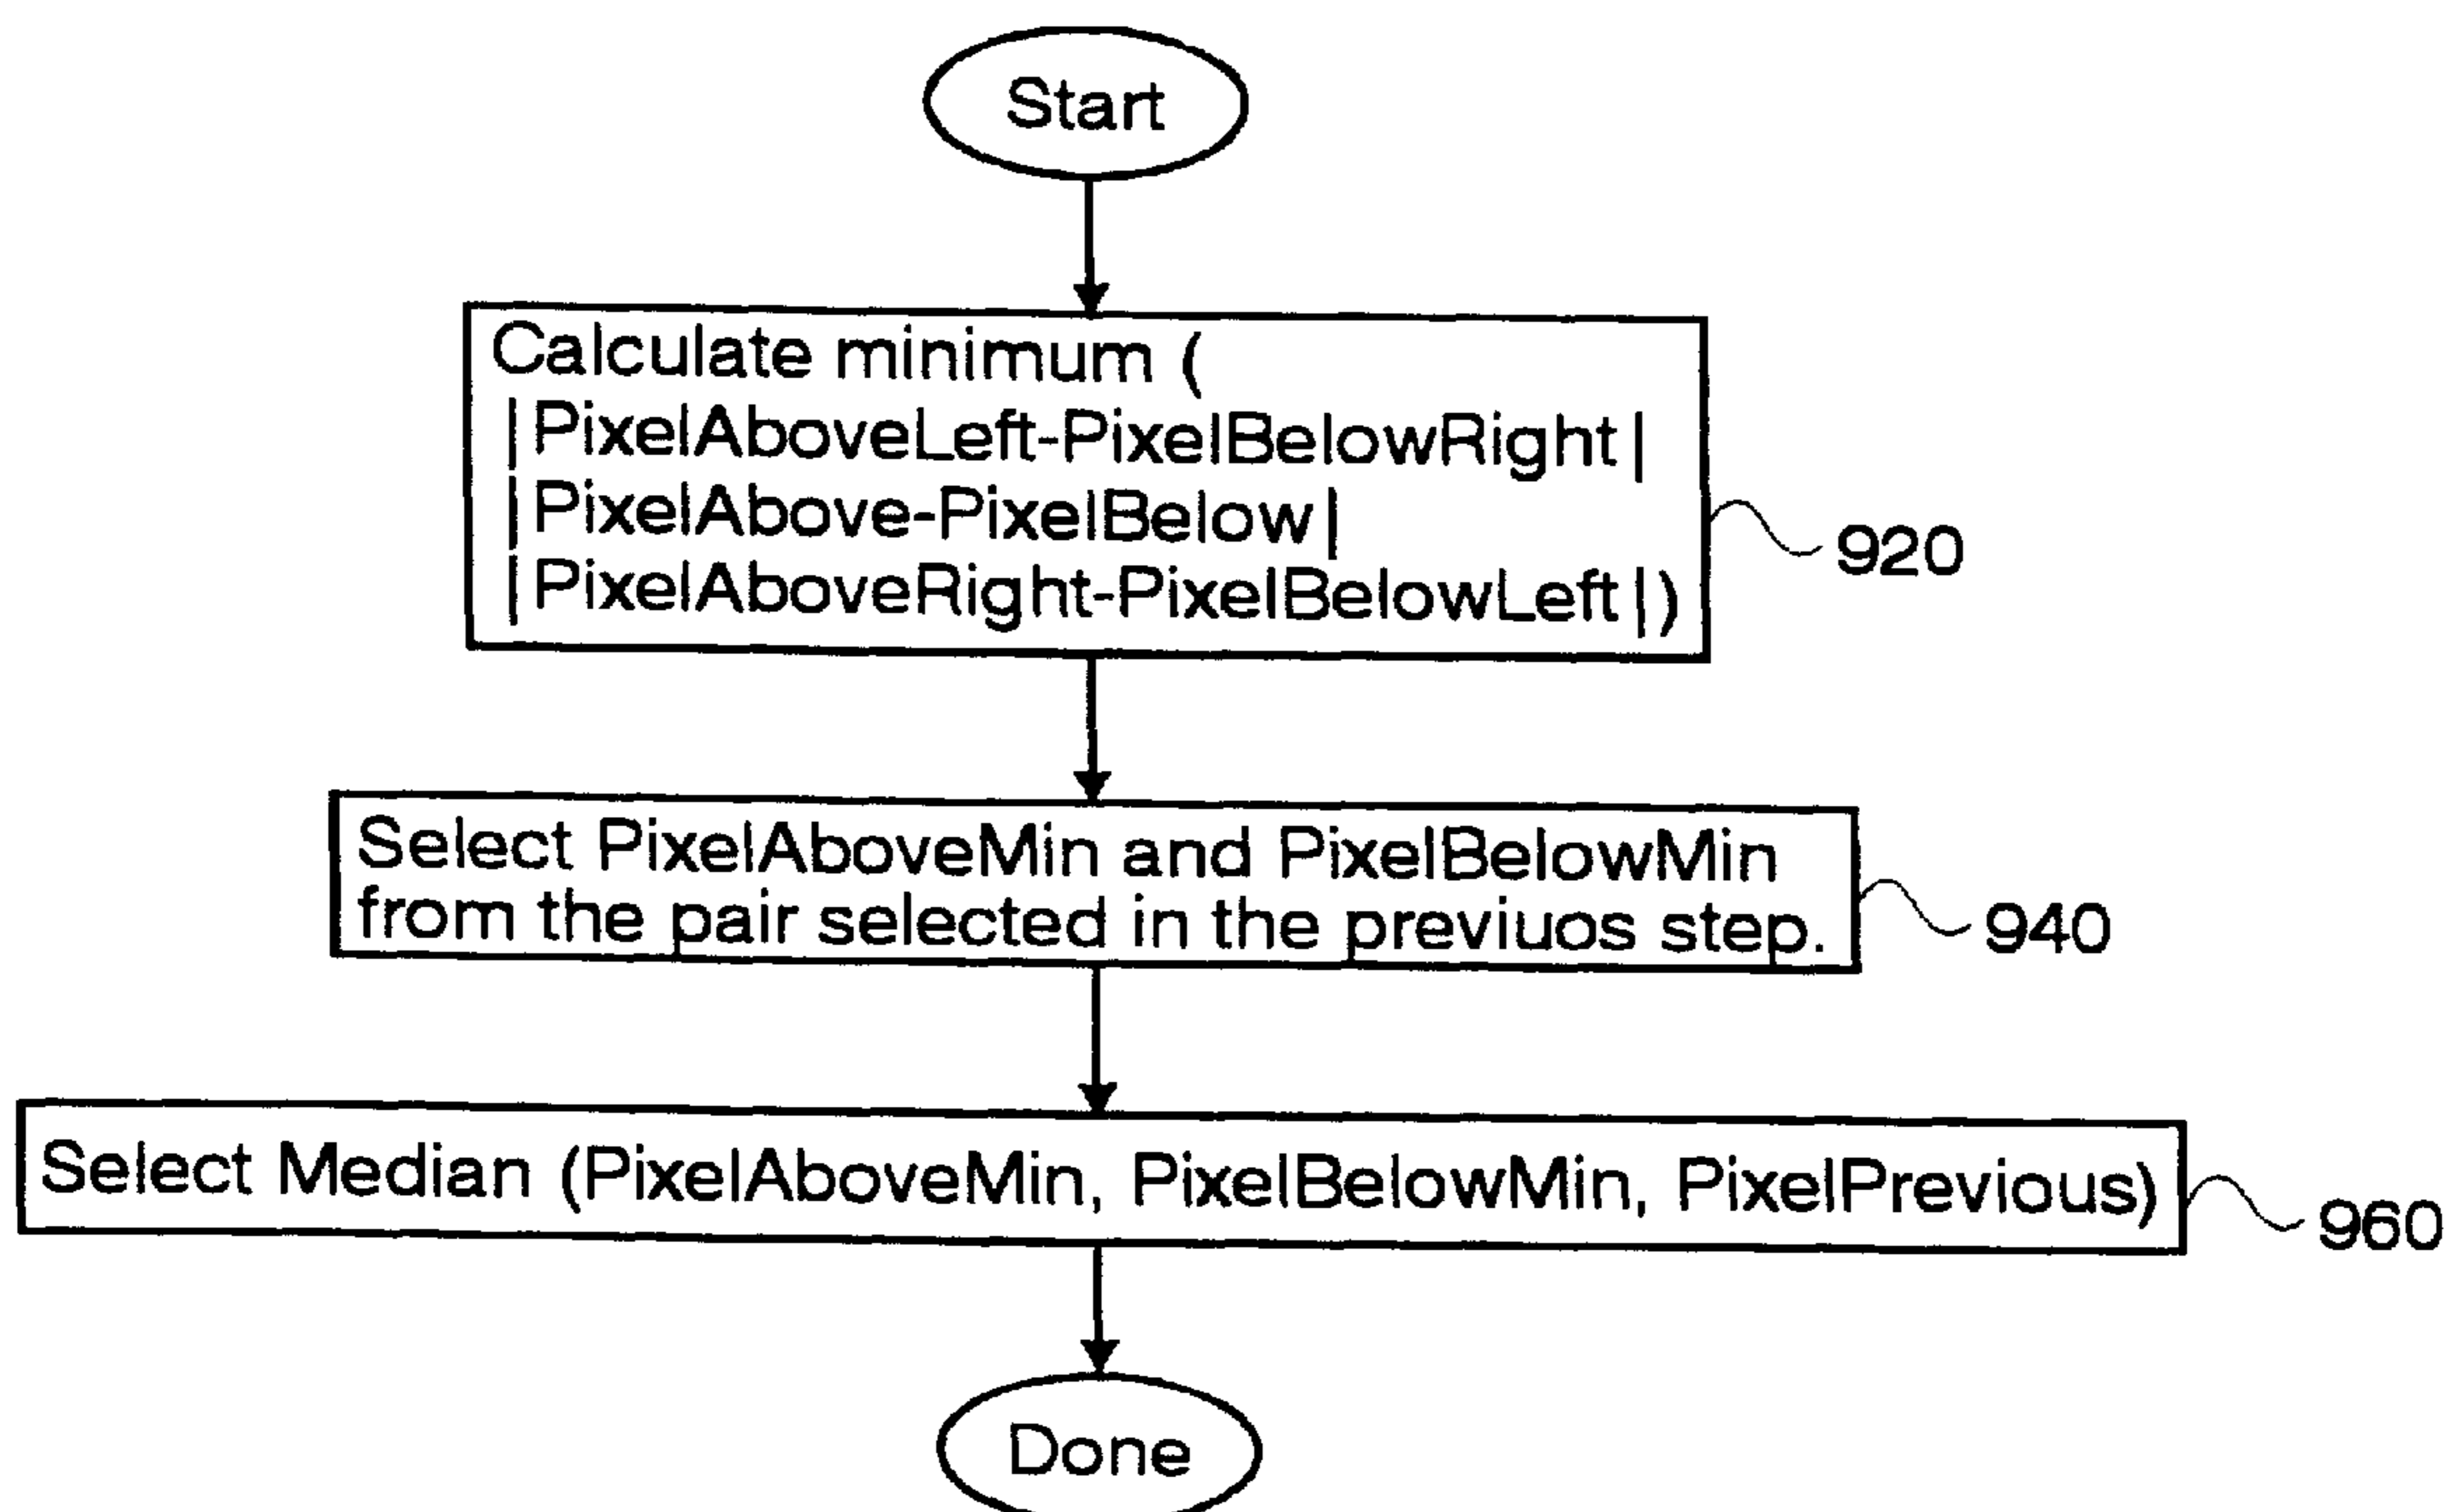 Start
Calculate minimum (
|PixelAboveLeft-PixelBelowRight|
|PixelAbove-PixelBelow|
|PixelAboveRight-PixelBelowLeft|)
920
Select PixelAboveMin and PixelBelowMin
from the pair selected in the previuos step.
940
Select Median (PixelAboveMin, PixelBelowMin, PixelPrevious)
960
Done